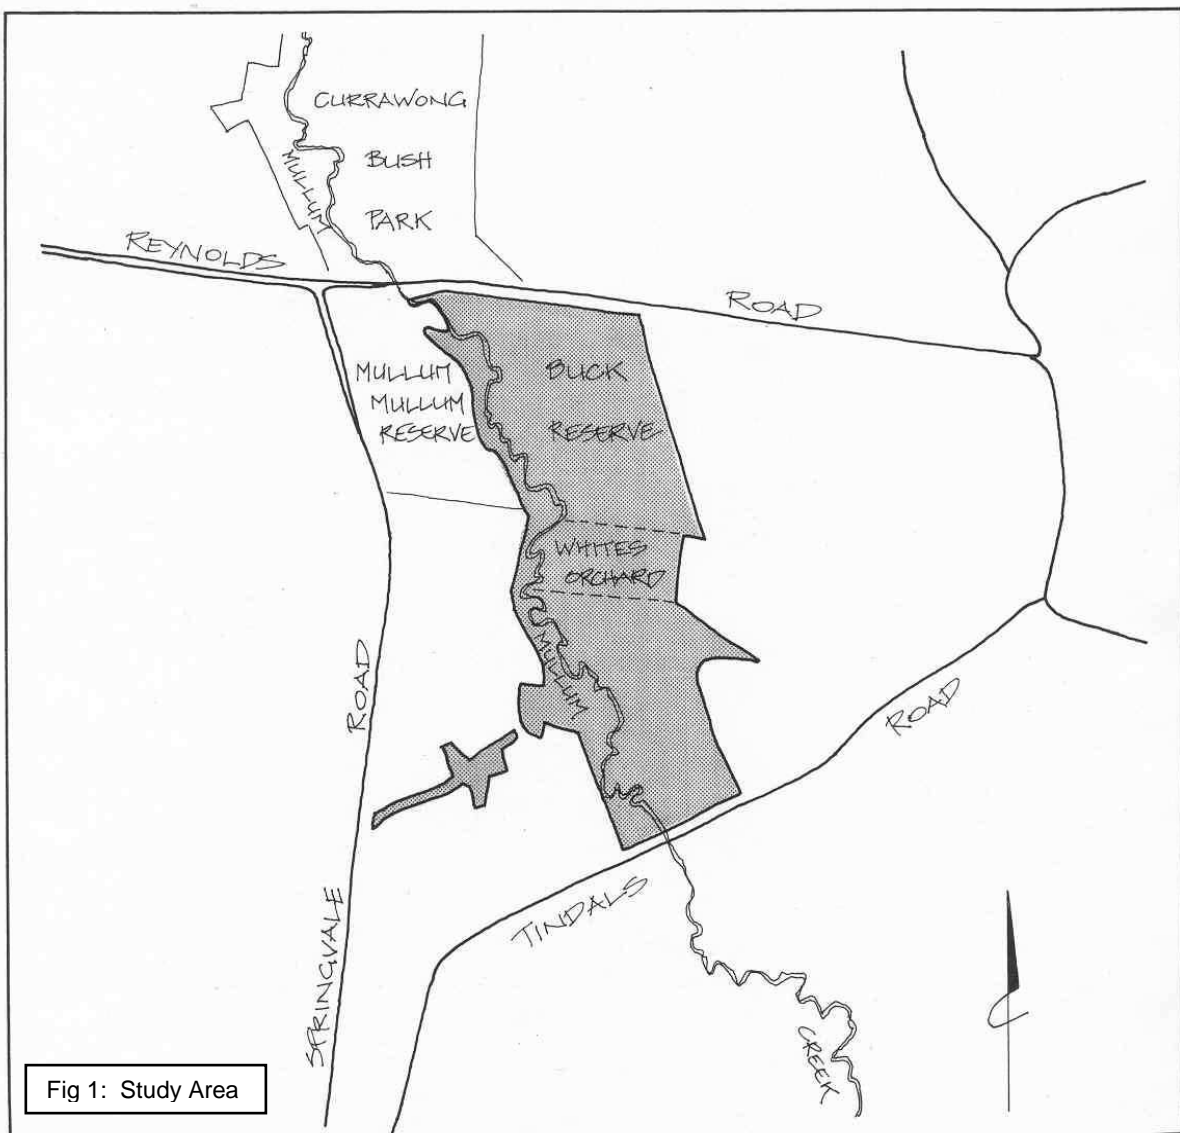 CURRAWONG
BUSH
PARK
MULLUM
REYNOLDS
ROAD
MULLUM
MULLUM
RESERVE
BUCK
RESERVE
WHITES
ORCHARD
MULLUM
ROAD
SPRINGVALE
ROAD
TINDALS
CREEK
Fig 1: Study Area